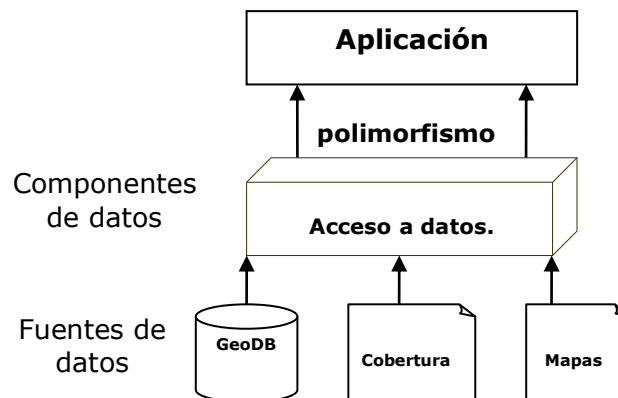 Aplicación
polimorfismo
Componentes
de datos
Acceso a datos.
Fuentes de
datos
GeoDB
Cobertura
Mapas